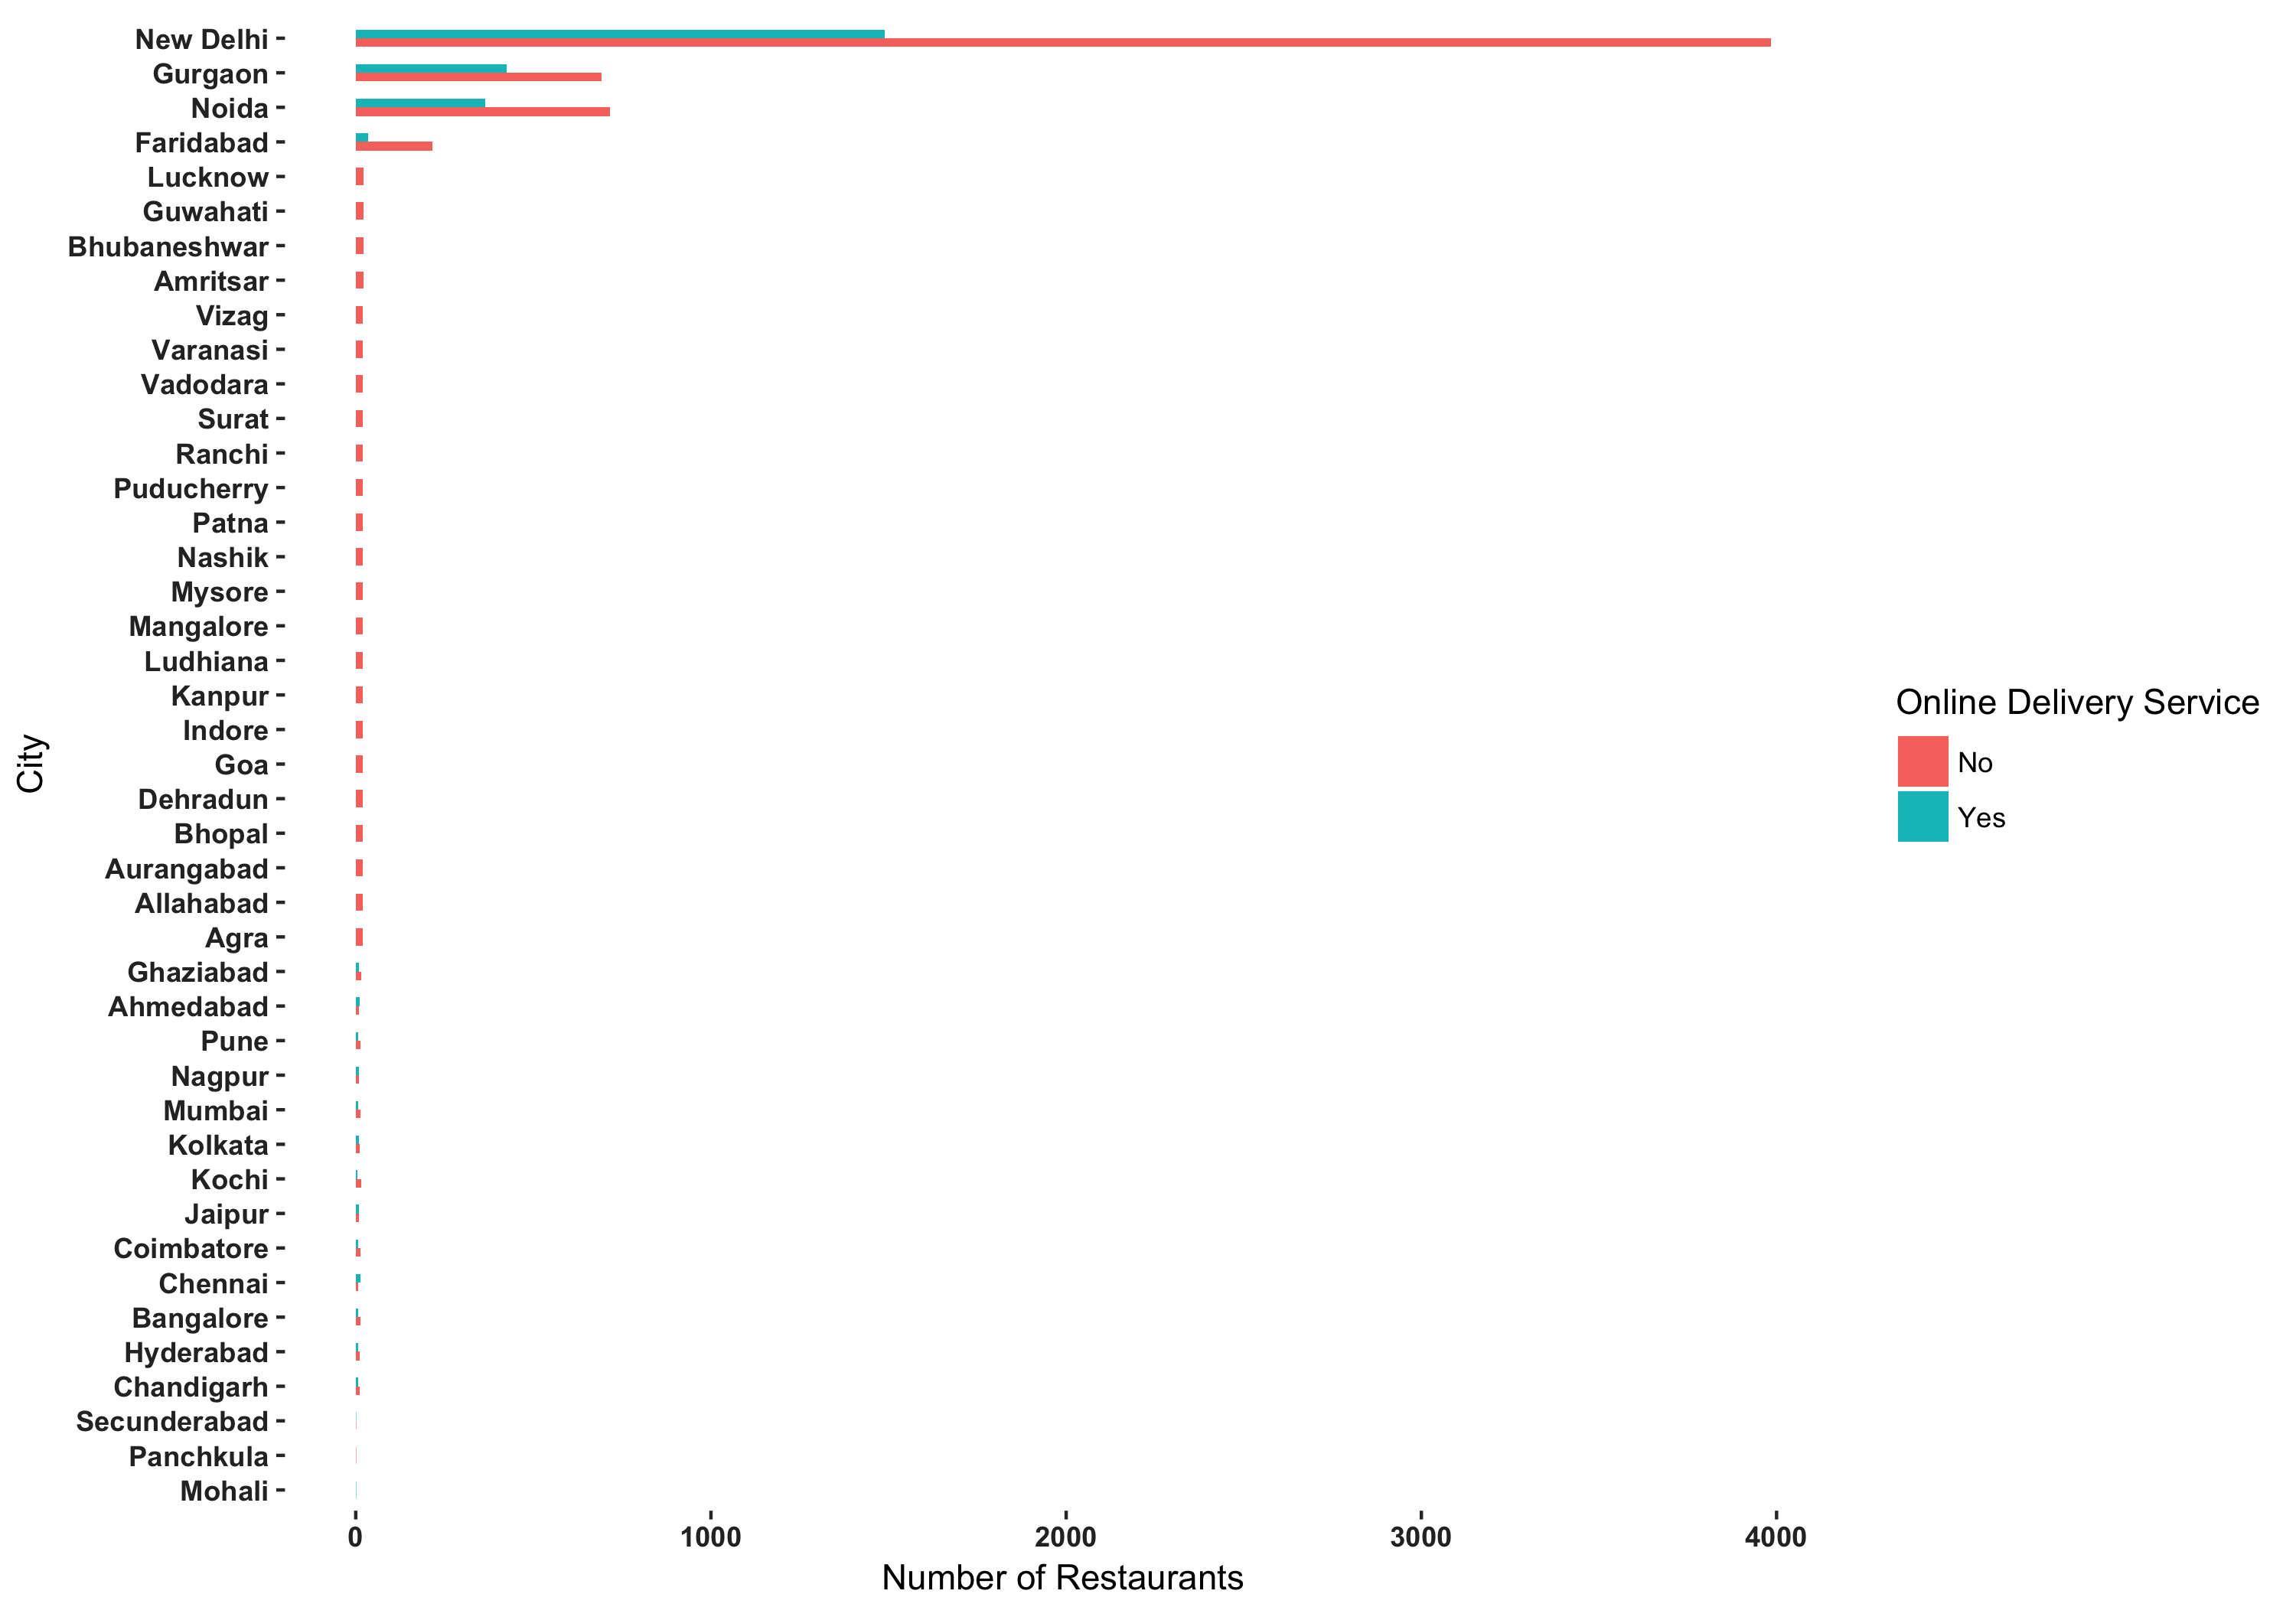 New Delhi
Gurgaon
Noida
Faridabad
Lucknow
Guwahati
Bhubaneshwar
Amritsar
Vizag
Varanasi
Vadodara
Surat
Ranchi
Puducherry
Patna
Nashik
Mysore
Mangalore
Ludhiana
Kanpur
Indore
Goa
Dehradun
Bhopal
Aurangabad
Allahabad
Agra
Ghaziabad
Ahmedabad
Pune
Nagpur
Mumbai
Kolkata
Kochi
Jaipur
Coimbatore
Chennai
Bangalore
Hyderabad
Chandigarh
Secunderabad
Panchkula
Mohali
City
0 1000 2000 3000 4000
Number of Restaurants
Online Delivery Service
No
Yes